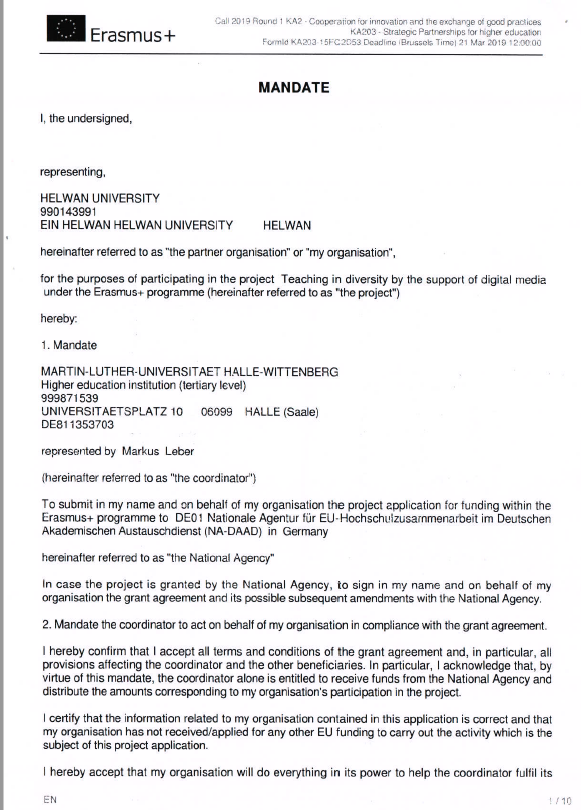 Erasmus+
Call 2019 Round 1 KA2 - Cooperation for innovation and the exchange of good practices
KA203 - Strategic Partnerships for higher education
FormId KA203-15FC2D53 Deadline (Brussels Time) 21 Mar 2019 12:00:00
MANDATE
I, the undersigned,
representing,
HELWAN UNIVERSITY
990143991
EIN HELWAN HELWAN UNIVERSITY HELWAN
hereinafter referred to as "the partner organisation" or "my organisation",
for the purposes of participating in the project Teaching in diversity by the support of digital media
under the Erasmus+ programme (hereinafter referred to as "the project")
hereby:
1. Mandate
MARTIN-LUTHER-UNIVERSITAET HALLE-WITTENBERG
Higher education institution (tertiary level)
999871539
UNIVERSITAETSPLATZ 10 06099 HALLE (Saale)
DE811353703
represented by Markus Leber
(hereinafter referred to as "the coordinator")
To submit in my name and on behalf of my organisation the project application for funding within the
Erasmus+ programme to DE01 Nationale Agentur für EU-Hochschulzusammenarbeit im Deutschen
Akademischen Austauschdienst (NA-DAAD) in Germany
hereinafter referred to as "the National Agency"
In case the project is granted by the National Agency, to sign in my name and on behalf of my
organisation the grant agreement and its possible subsequent amendments with the National Agency.
2. Mandate the coordinator to act on behalf of my organisation in compliance with the grant agreement.
I hereby confirm that I accept all terms and conditions of the grant agreement and, in particular, all
provisions affecting the coordinator and the other beneficiaries. In particular, I acknowledge that, by
virtue of this mandate, the coordinator alone is entitled to receive funds from the National Agency and
distribute the amounts corresponding to my organisation's participation in the project.
I certify that the information related to my organisation contained in this application is correct and that
my organisation has not received/applied for any other EU funding to carry out the activity which is the
subject of this project application.
I hereby accept that my organisation will do everything in its power to help the coordinator fulfil its
EN
1 / 10